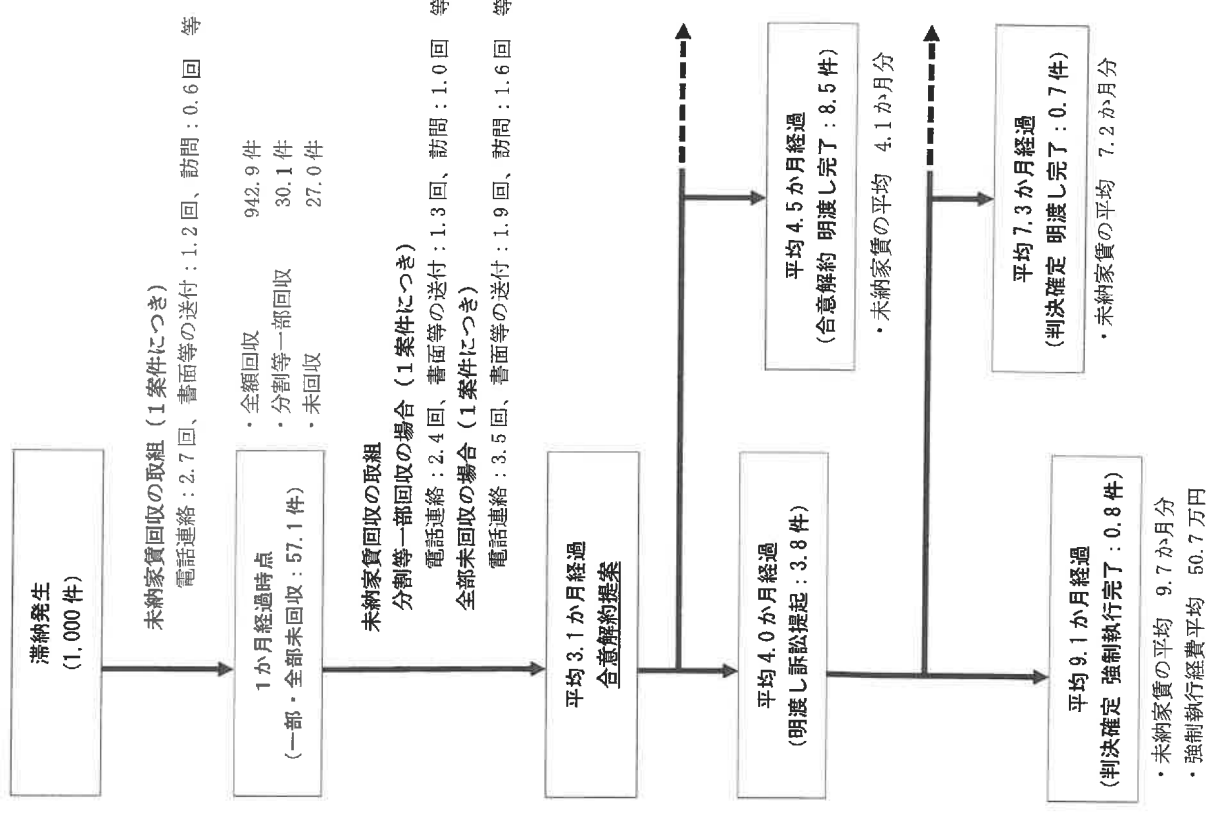 滞納発生
(1,000 件)
未納家賃回収の取組（1案件につき）
電話連絡：2.7回、書面等の送付：1.2回、訪問：0.6回　等
1か月経過時点
（一部・全部未回収：57.1件）
・全額回収　942.9件
・分割等一部回収　30.1件
・未回収　27.0件
未納家賃回収の取組
分割等一部回収の場合（1案件につき）
電話連絡：2.4回、書面等の送付：1.3回、訪問：1.0回　等
全部未回収の場合（1案件につき）
電話連絡：3.5回、書面等の送付：1.9回、訪問：1.6回　等
平均3.1か月経過
合意解約提案
平均4.0か月経過
(明渡し訴訟提起：3.8件)
平均4.5か月経過
(合意解約 明渡し完了：8.5件)
・未納家賃の平均　4.1か月分
平均7.3か月経過
(判決確定 明渡し完了：0.7件)
・未納家賃の平均　7.2か月分
平均9.1か月経過
(判決確定 強制執行完了：0.8件)
・未納家賃の平均　9.7か月分
・強制執行経費平均　50.7万円